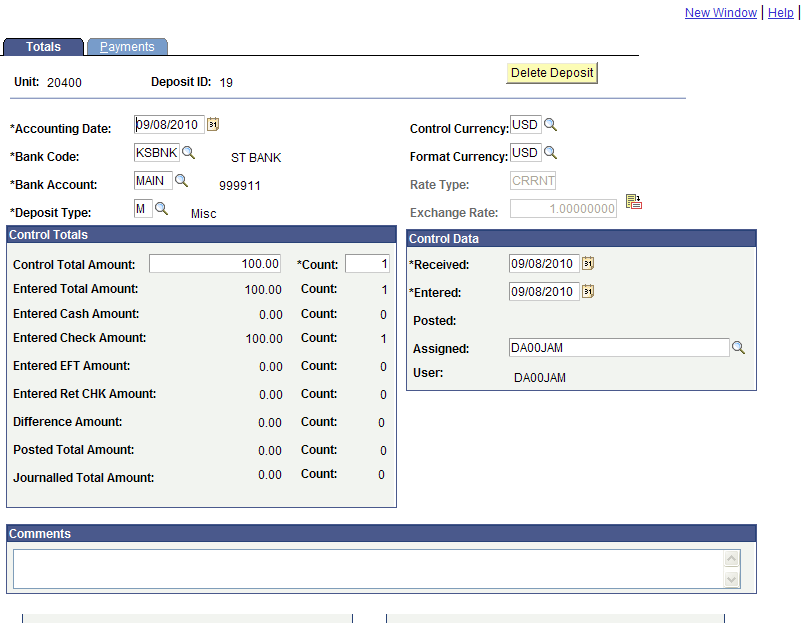 New Window | Help |
Totals Payments
Unit: 20400 Deposit ID: 19 Delete Deposit
*Accounting Date: 09/08/2010 31 Control Currency: USD
*Bank Code: KSBNK ST BANK Format Currency: USD
*Bank Account: MAIN 999911 Rate Type: CRRNT
*Deposit Type: M Misc Exchange Rate: 1.00000000
Control Totals
Control Total Amount: 100.00 *Count: 1
Entered Total Amount: 100.00 Count: 1
Entered Cash Amount: 0.00 Count: 0
Entered Check Amount: 100.00 Count: 1
Entered EFT Amount: 0.00 Count: 0
Entered Ret CHK Amount: 0.00 Count: 0
Difference Amount: 0.00 Count: 0
Posted Total Amount: 0.00 Count: 0
Journalled Total Amount: 0.00 Count: 0
Control Data
*Received: 09/08/2010 31
*Entered: 09/08/2010 31
Posted:
Assigned: DA00JAM
User: DA00JAM
Comments